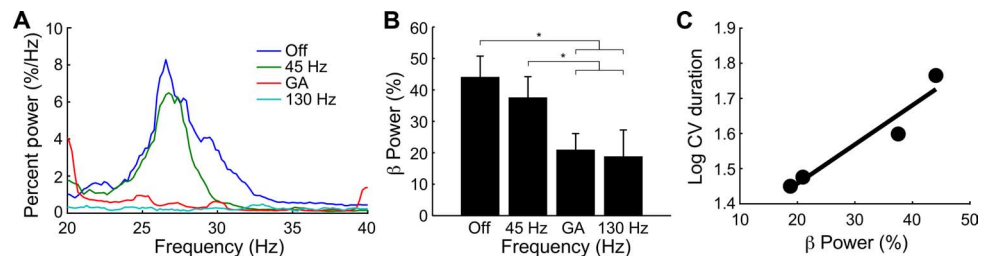 A
Percent power (%/Hz)
10
8
6
4
2
0
20
25
30
35
40
Frequency (Hz)
Off
45 Hz
GA
130 Hz
B
β Power (%)
60
50
40
30
20
10
0
*
*
Off 45 Hz GA 130 Hz
Frequency (Hz)
C
Log CV duration
1.9
1.8
1.7
1.6
1.5
1.4
10
20
30
40
50
β Power (%)